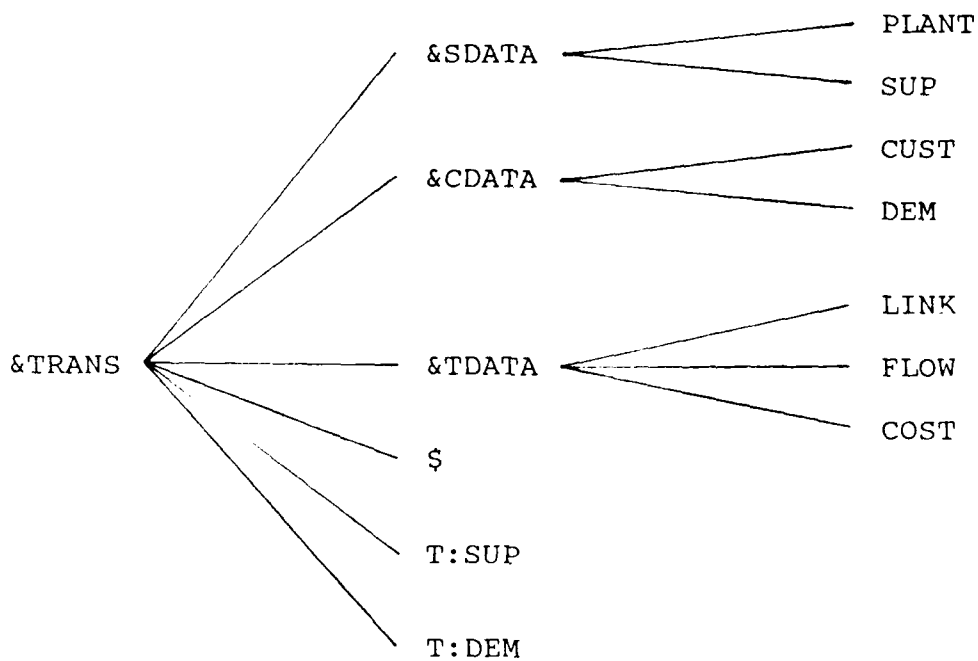 PLANT
&SDATA
SUP
CUST
&CDATA
DEM
LINK
&TRANS &TDATA FLOW
COST
$
T:SUP
T:DEM